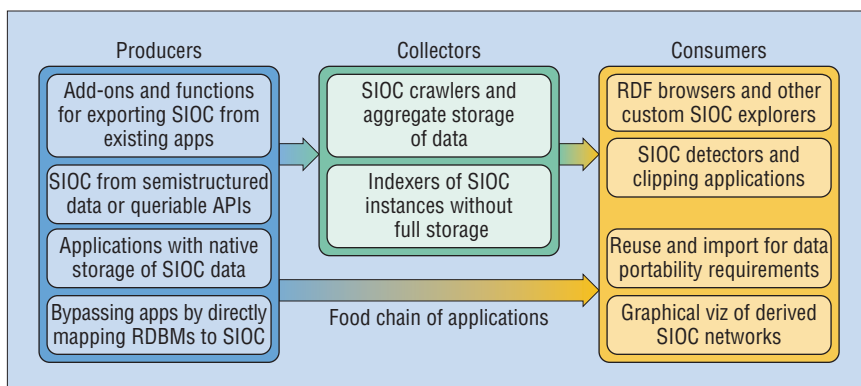 Producers
Add-ons and functions
for exporting SIOC from
existing apps
SIOC from semistructured
data or queriable APIs
Applications with native
storage of SIOC data
Bypassing apps by directly
mapping RDBMs to SIOC
Collectors
SIOC crawlers and
aggregate storage
of data
Indexers of SIOC
instances without
full storage
Food chain of applications
Consumers
RDF browsers and other
custom SIOC explorers
SIOC detectors and
clipping applications
Reuse and import for data
portability requirements
Graphical viz of derived
SIOC networks